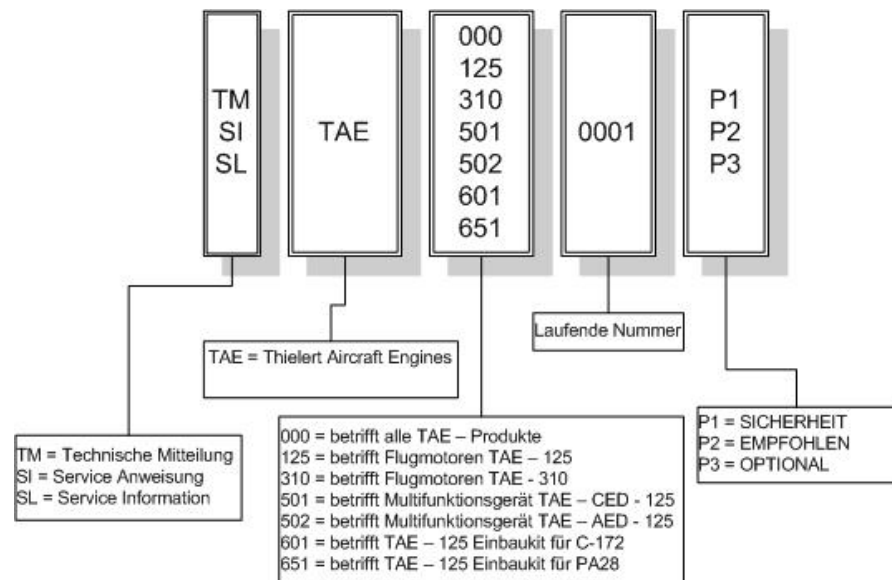 TM
SI
SL
TAE
000
125
310
501
502
601
651
0001
P1
P2
P3
Laufende Nummer
TAE = Thielert Aircraft Engines
TM = Technische Mitteilung
SI = Service Anweisung
SL = Service Information
000 = betrifft alle TAE – Produkte
125 = betrifft Flugmotoren TAE – 125
310 = betrifft Flugmotoren TAE - 310
501 = betrifft Multifunktionsgerät TAE – CED - 125
502 = betrifft Multifunktionsgerät TAE – AED - 125
601 = betrifft TAE – 125 Einbaukit für C-172
651 = betrifft TAE – 125 Einbaukit für PA28
P1 = SICHERHEIT
P2 = EMPFOHLEN
P3 = OPTIONAL